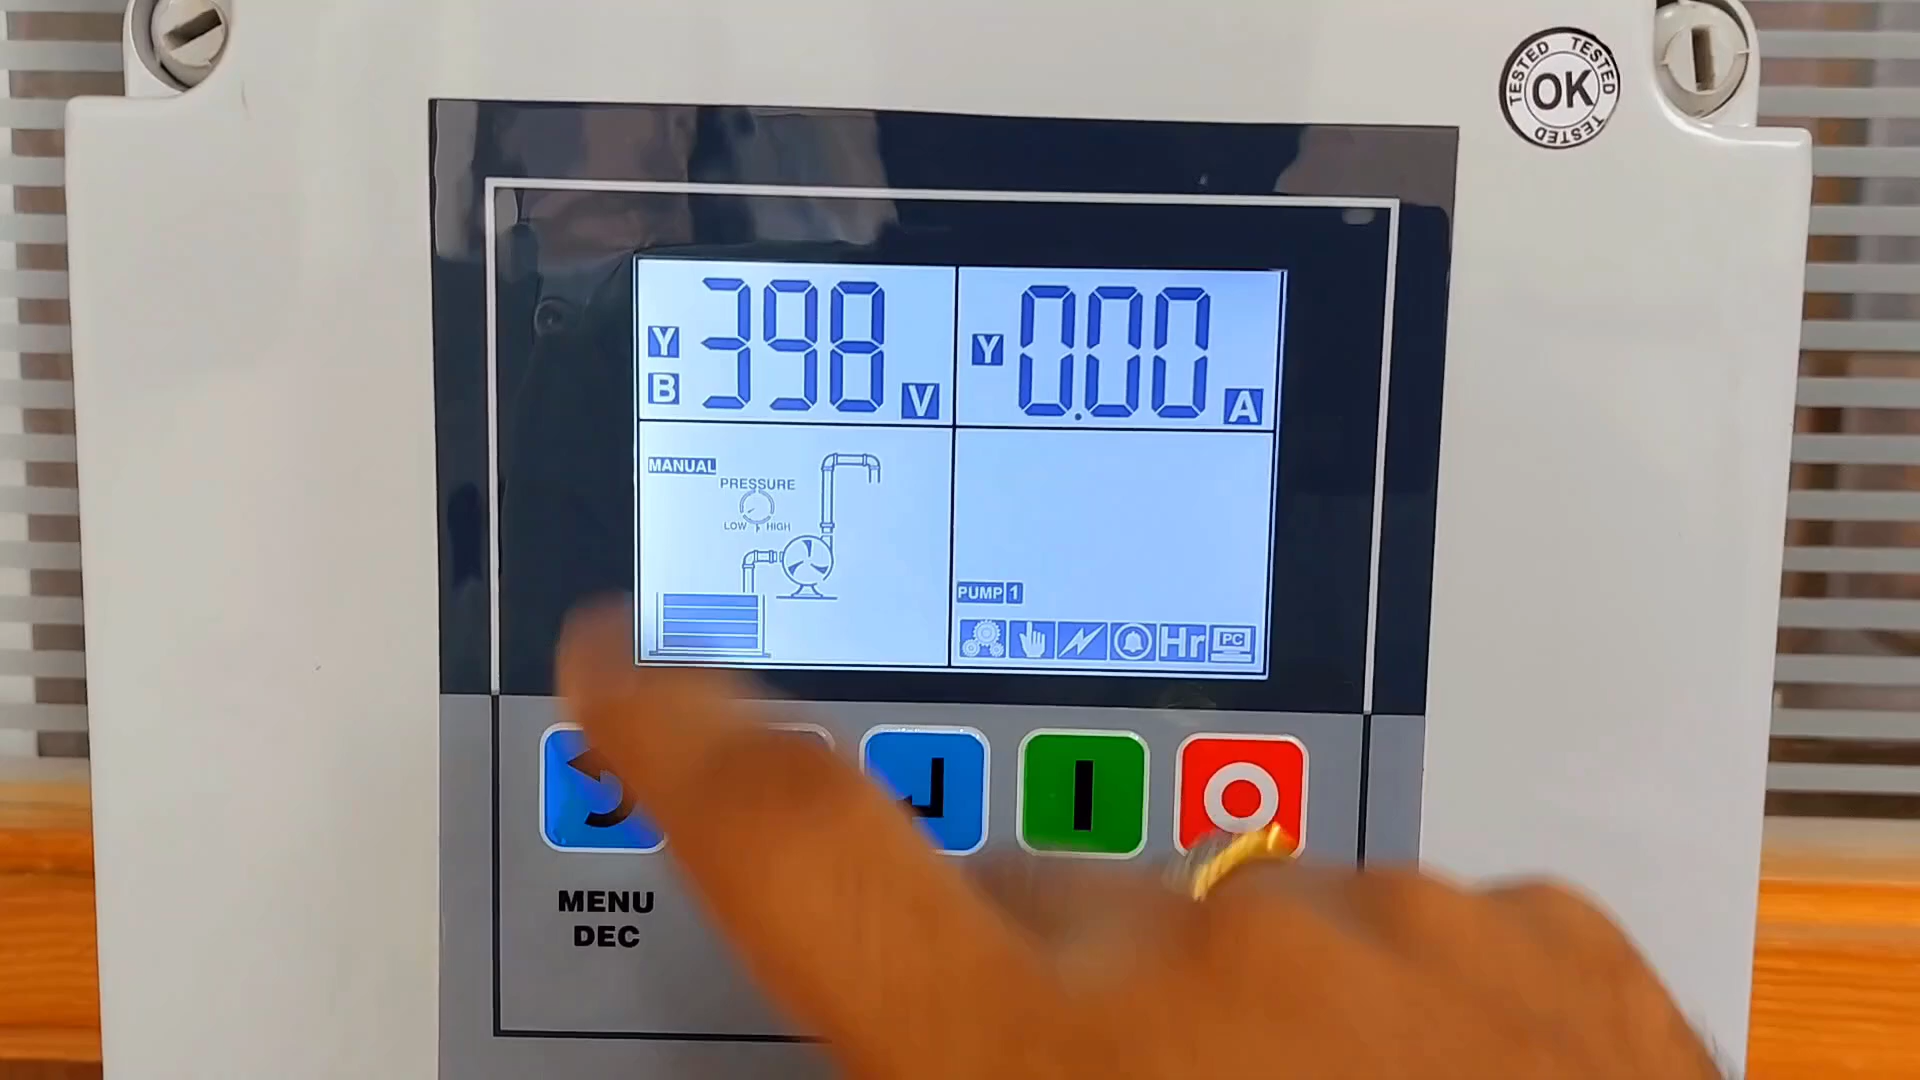 TESTED TESTED TESTED
OK
Y B 398 V
Y 0.00 A
MANUAL
PRESSURE
LOW HIGH
PUMP 1
Hr PC
MENU
DEC